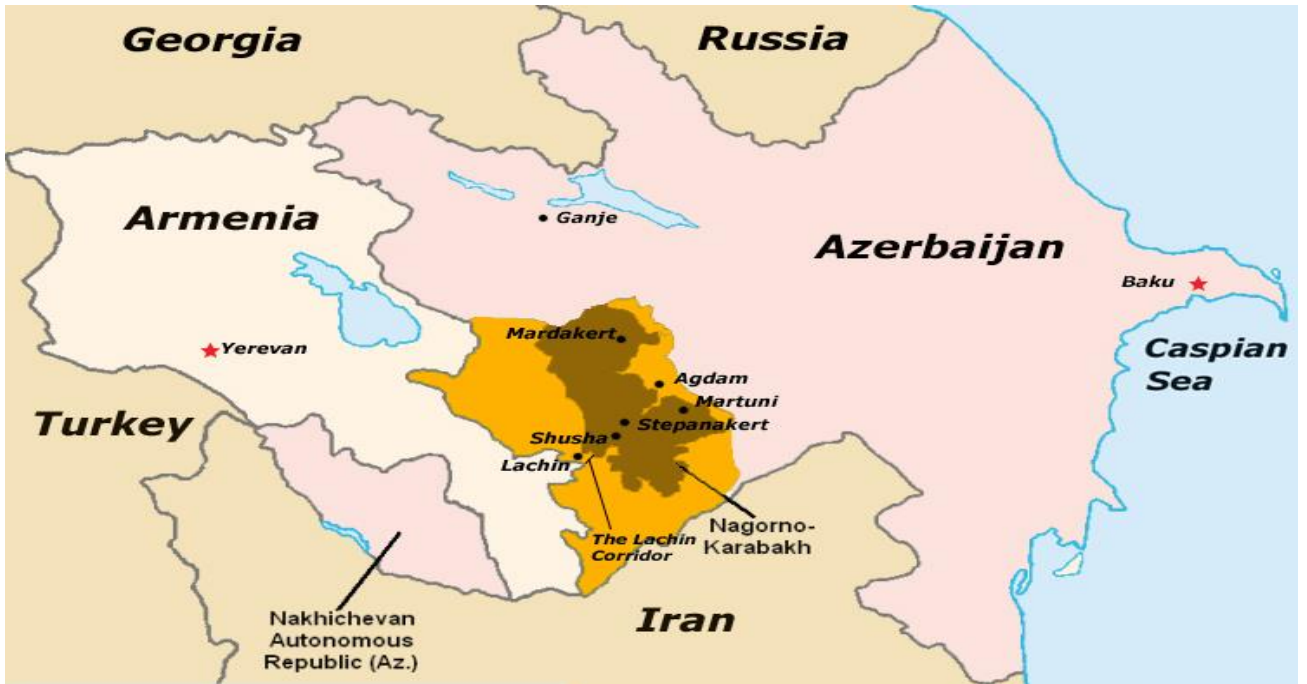 Georgia
Russia
Armenia
Ganje
Azerbaijan
Baku
Mardakert
Yerevan
Caspian
Sea
Agdam
Martuni
Turkey
Stepanakert
Shusha
Lachin
Nagorno-
Karabakh
The Lachin
Corridor
Iran
Nakhichevan
Autonomous
Republic (Az.)